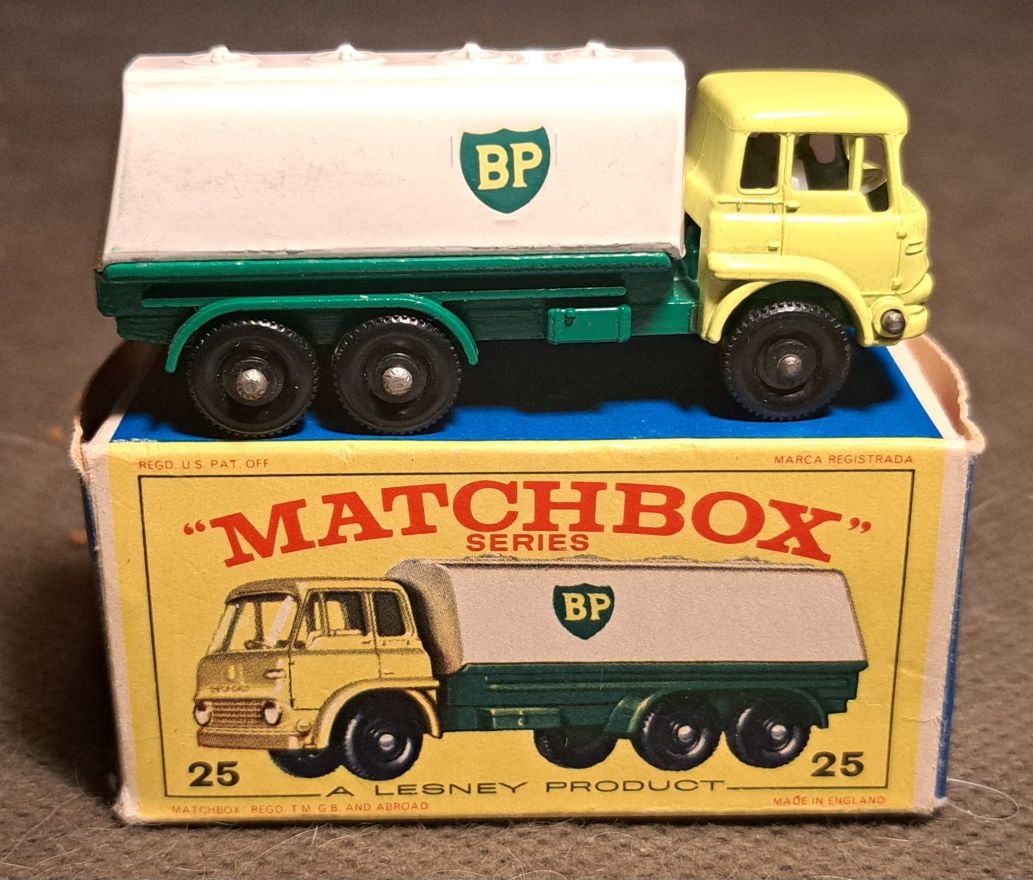 BP
REGD. U.S. PAT. OFF
MARCA REGISTRADA
"MATCHBOX"
SERIES
BP
25
25
A LESNEY PRODUCT
MATCHBOX REGD. T.M. G.B. AND ABROAD
MADE IN ENGLAND